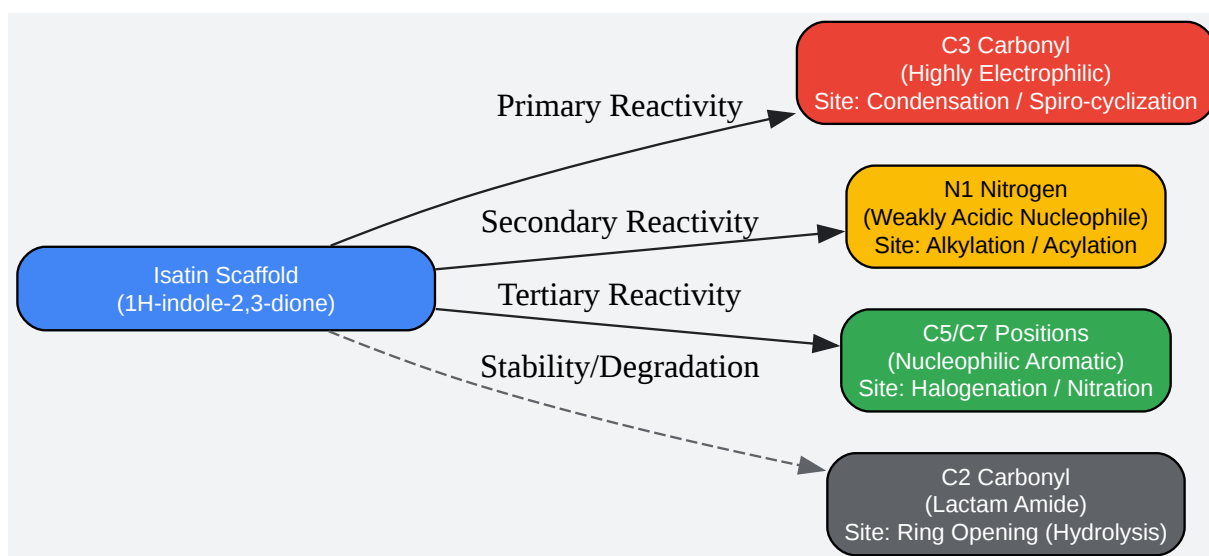 C3 Carbonyl
(Highly Electrophilic)
Site: Condensation / Spiro-cyclization
Primary Reactivity
N1 Nitrogen
(Weakly Acidic Nucleophile)
Site: Alkylation / Acylation
Secondary Reactivity
Isatin Scaffold
(1H-indole-2,3-dione)
Tertiary Reactivity
C5/C7 Positions
(Nucleophilic Aromatic)
Site: Halogenation / Nitration
Stability/Degradation
C2 Carbonyl
(Lactam Amide)
Site: Ring Opening (Hydrolysis)